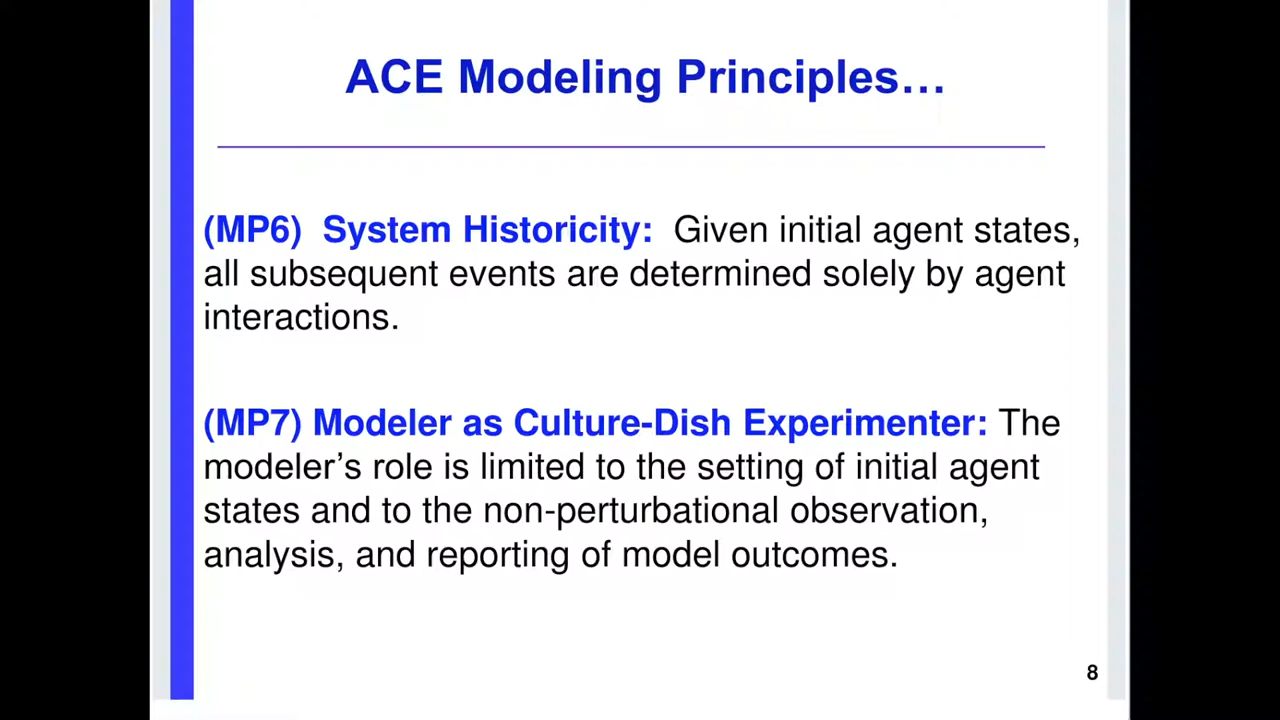 ACE Modeling Principles…
(MP6)  System Historicity:  Given initial agent states,
all subsequent events are determined solely by agent
interactions.
(MP7) Modeler as Culture-Dish Experimenter: The
modeler’s role is limited to the setting of initial agent
states and to the non-perturbational observation,
analysis, and reporting of model outcomes.
8